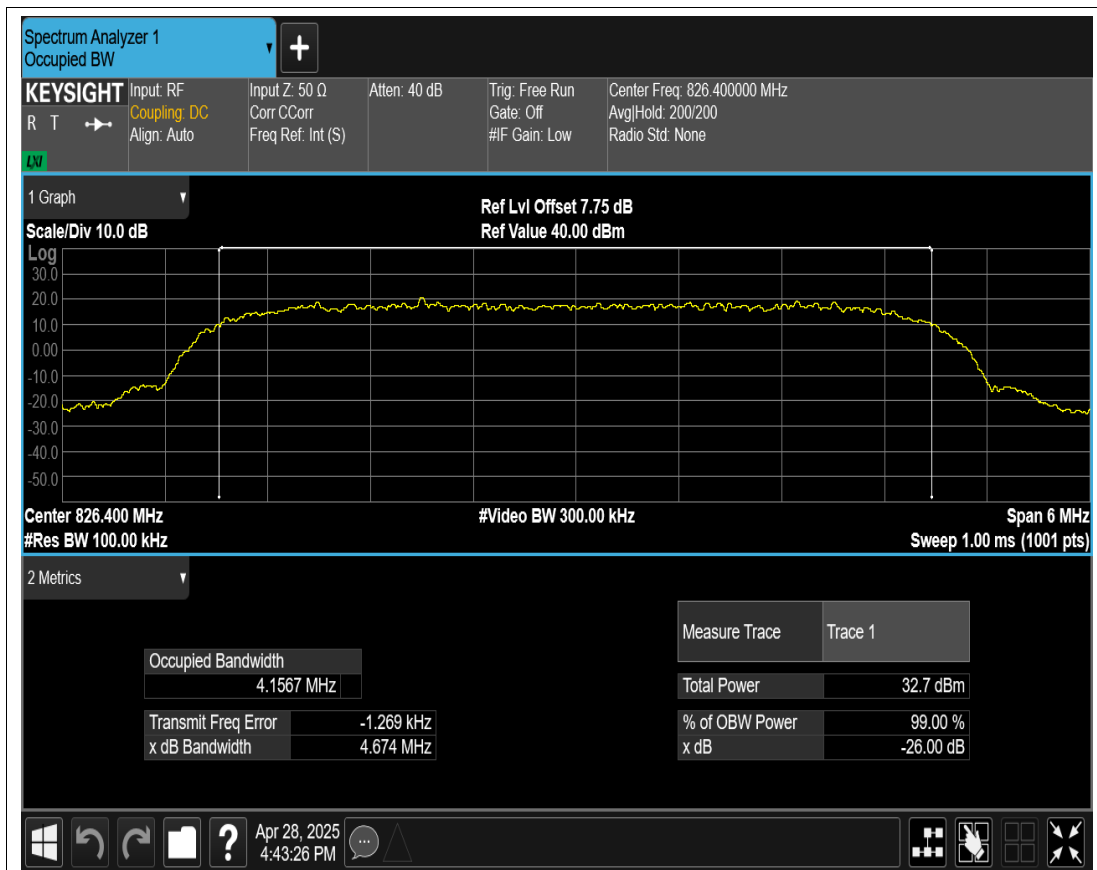 Spectrum Analyzer 1
Occupied BW
+
KEYSIGHT
R T
LXI
Input: RF
Coupling: DC
Align: Auto
Input Z: 50 Ω
Corr CCorr
Freq Ref: Int (S)
Atten: 40 dB
Trig: Free Run
Gate: Off
#IF Gain: Low
Center Freq: 826.400000 MHz
Avg|Hold: 200/200
Radio Std: None
1 Graph
Scale/Div 10.0 dB
Ref Lvl Offset 7.75 dB
Ref Value 40.00 dBm
Log
30.0
20.0
10.0
0.00
-10.0
-20.0
-30.0
-40.0
-50.0
Center 826.400 MHz
#Res BW 100.00 kHz
#Video BW 300.00 kHz
Span 6 MHz
Sweep 1.00 ms (1001 pts)
2 Metrics
Occupied Bandwidth
4.1567 MHz
Transmit Freq Error -1.269 kHz
x dB Bandwidth 4.674 MHz
Measure Trace Trace 1
Total Power 32.7 dBm
% of OBW Power 99.00 %
x dB -26.00 dB
?
Apr 28, 2025
4:43:26 PM